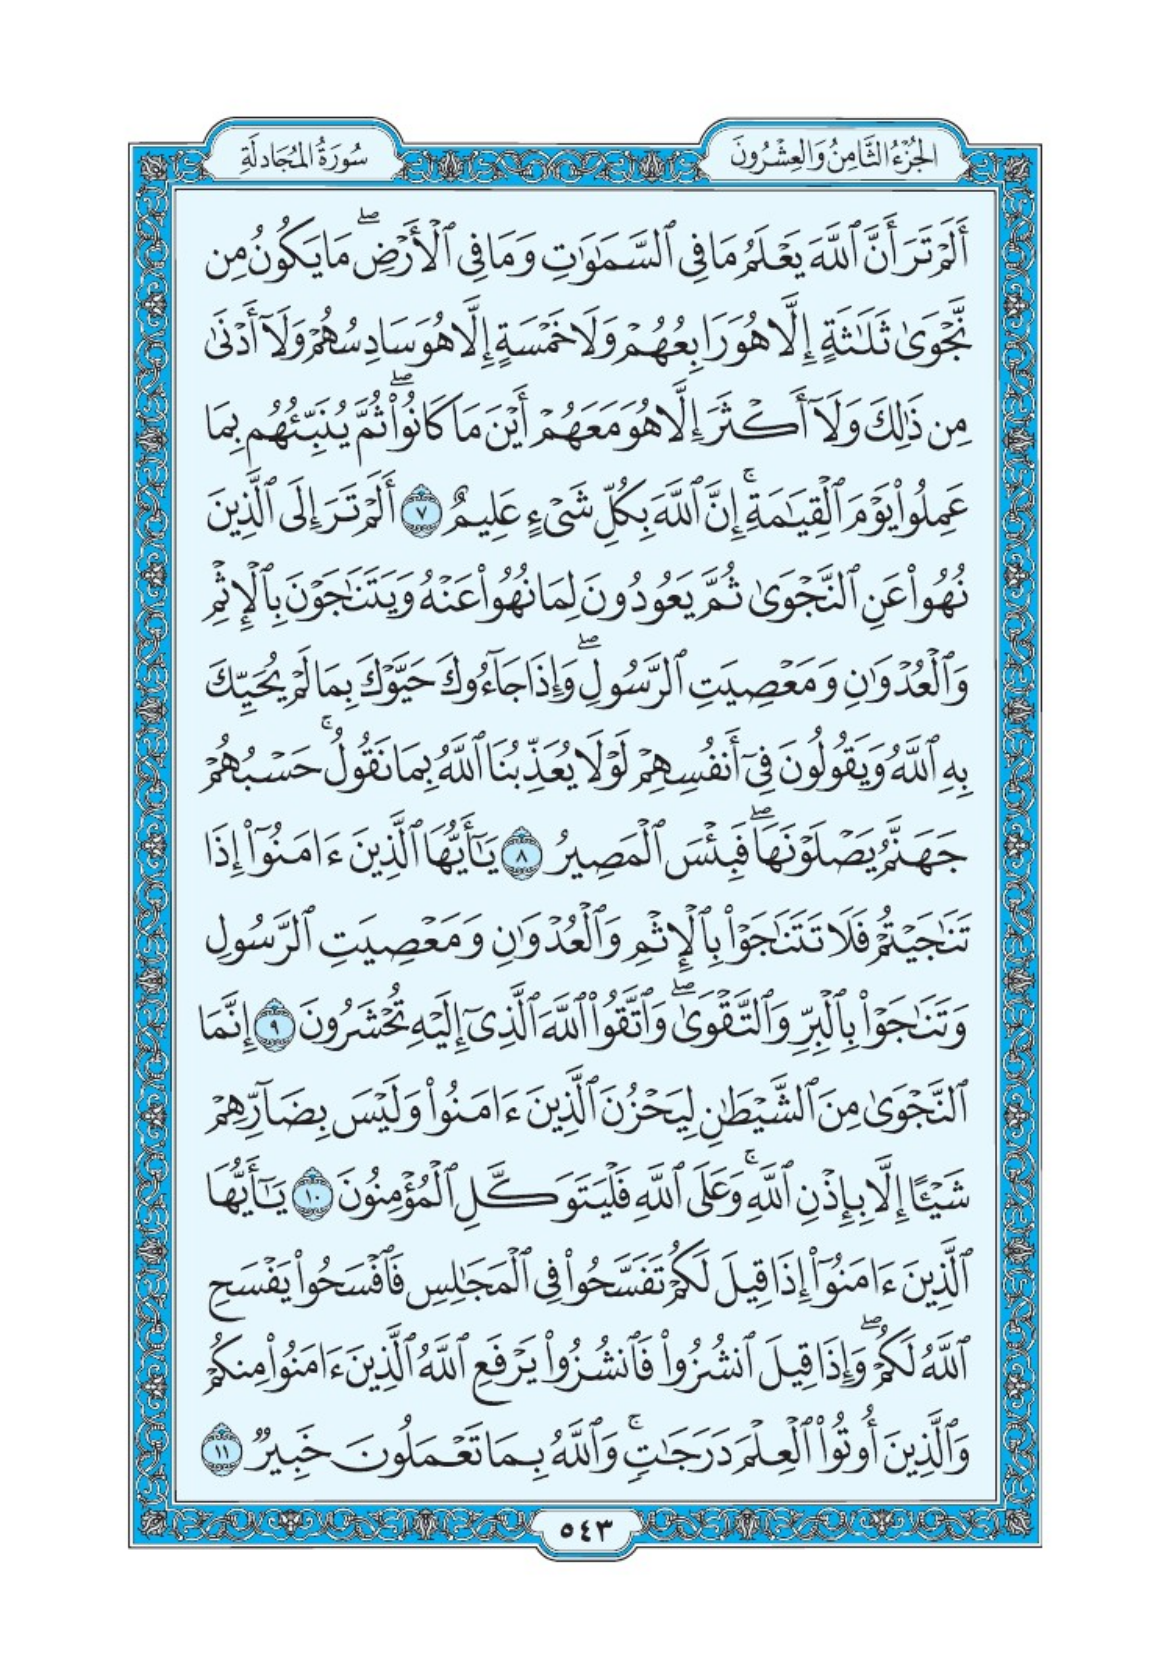 الجُزْءُ الثَّامِنُ وَالعِشْرُونَ
سُورَةُ المُجَادلَةِ
أَلَمْ تَرَ أَنَّ ٱللَّهَ يَعْلَمُ مَا فِى ٱلسَّمَـٰوَٰتِ وَمَا فِى ٱلْأَرْضِ ۖ مَا يَكُونُ مِن
نَّجْوَىٰ ثَلَـٰثَةٍ إِلَّا هُوَ رَابِعُهُمْ وَلَا خَمْسَةٍ إِلَّا هُوَ سَادِسُهُمْ وَلَآ أَدْنَىٰ
مِن ذَٰلِكَ وَلَآ أَكْثَرَ إِلَّا هُوَ مَعَهُمْ أَيْنَ مَا كَانُوا۟ ۖ ثُمَّ يُنَبِّئُهُم بِمَا
عَمِلُوا۟ يَوْمَ ٱلْقِيَـٰمَةِ ۚ إِنَّ ٱللَّهَ بِكُلِّ شَىْءٍ عَلِيمٌ ٧ أَلَمْ تَرَ إِلَى ٱلَّذِينَ
نُهُوا۟ عَنِ ٱلنَّجْوَىٰ ثُمَّ يَعُودُونَ لِمَا نُهُوا۟ عَنْهُ وَيَتَنَـٰجَوْنَ بِٱلْإِثْمِ
وَٱلْعُدْوَٰنِ وَمَعْصِيَتِ ٱلرَّسُولِ ۖ وَإِذَا جَآءُوكَ حَيَّوْكَ بِمَا لَمْ يُحَيِّكَ
بِهِ ٱللَّهُ وَيَقُولُونَ فِىٓ أَنفُسِهِمْ لَوْلَا يُعَذِّبُنَا ٱللَّهُ بِمَا نَقُولُ ۚ حَسْبُهُمْ
جَهَنَّمُ يَصْلَوْنَهَا ۖ فَبِئْسَ ٱلْمَصِيرُ ٨ يَـٰٓأَيُّهَا ٱلَّذِينَ ءَامَنُوٓا۟ إِذَا
تَنَـٰجَيْتُمْ فَلَا تَتَنَـٰجَوْا۟ بِٱلْإِثْمِ وَٱلْعُدْوَٰنِ وَمَعْصِيَتِ ٱلرَّسُولِ
وَتَنَـٰجَوْا۟ بِٱلْبِرِّ وَٱلتَّقْوَىٰ ۖ وَٱتَّقُوا۟ ٱللَّهَ ٱلَّذِىٓ إِلَيْهِ تُحْشَرُونَ ٩ إِنَّمَا
ٱلنَّجْوَىٰ مِنَ ٱلشَّيْطَـٰنِ لِيَحْزُنَ ٱلَّذِينَ ءَامَنُوا۟ وَلَيْسَ بِضَآرِّهِمْ
شَيْـًٔا إِلَّا بِإِذْنِ ٱللَّهِ ۚ وَعَلَى ٱللَّهِ فَلْيَتَوَكَّلِ ٱلْمُؤْمِنُونَ ١٠ يَـٰٓأَيُّهَا
ٱلَّذِينَ ءَامَنُوٓا۟ إِذَا قِيلَ لَكُمْ تَفَسَّحُوا۟ فِى ٱلْمَجَـٰلِسِ فَٱفْسَحُوا۟ يَفْسَحِ
ٱللَّهُ لَكُمْ ۖ وَإِذَا قِيلَ ٱنشُزُوا۟ فَٱنشُزُوا۟ يَرْفَعِ ٱللَّهُ ٱلَّذِينَ ءَامَنُوا۟ مِنكُمْ
وَٱلَّذِينَ أُوتُوا۟ ٱلْعِلْمَ دَرَجَـٰتٍ ۚ وَٱللَّهُ بِمَا تَعْمَلُونَ خَبِيرٌ ١١
٥٤٣